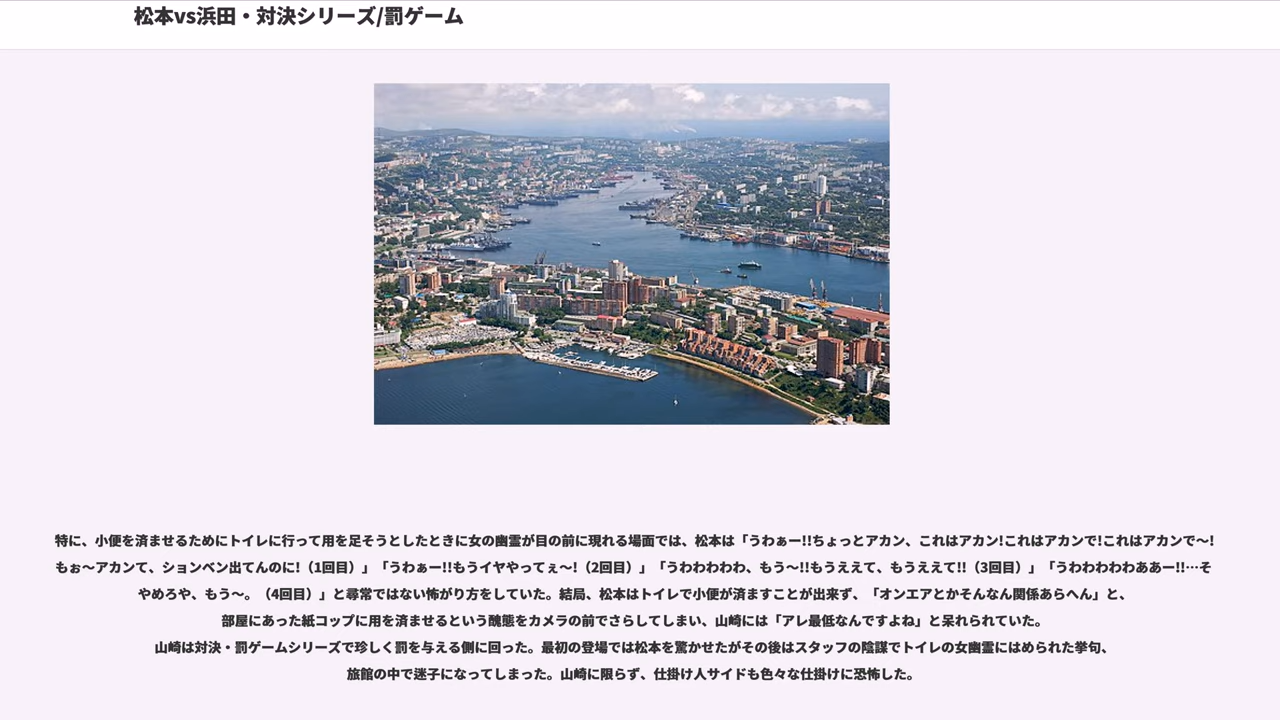 松本vs浜田・対決シリーズ/罰ゲーム
特に、小便を済ませるためにトイレに行って用を足そうとしたときに女の幽霊が目の前に現れる場面では、松本は「うわぁー!!ちょっとアカン、これはアカン!これはアカンで!これはアカンで〜!
もぉ〜アカンて、ションベン出てんのに!（1回目）」「うわぁー!!もうイヤやってぇ〜!（2回目）」「うわわわわわ、もう〜!!もうええて、もうええて!!（3回目）」「うわわわわわああー!!…そ
やめろや、もう〜。（4回目）」と尋常ではない怖がり方をしていた。結局、松本はトイレで小便が済ますことが出来ず、「オンエアとかそんなん関係あらへん」と、
部屋にあった紙コップに用を済ませるという醜態をカメラの前でさらしてしまい、山崎には「アレ最低なんですよね」と呆れられていた。
山崎は対決・罰ゲームシリーズで珍しく罰を与える側に回った。最初の登場では松本を驚かせたがその後はスタッフの陰謀でトイレの女幽霊にはめられた挙句、
旅館の中で迷子になってしまった。山崎に限らず、仕掛け人サイドも色々な仕掛けに恐怖した。